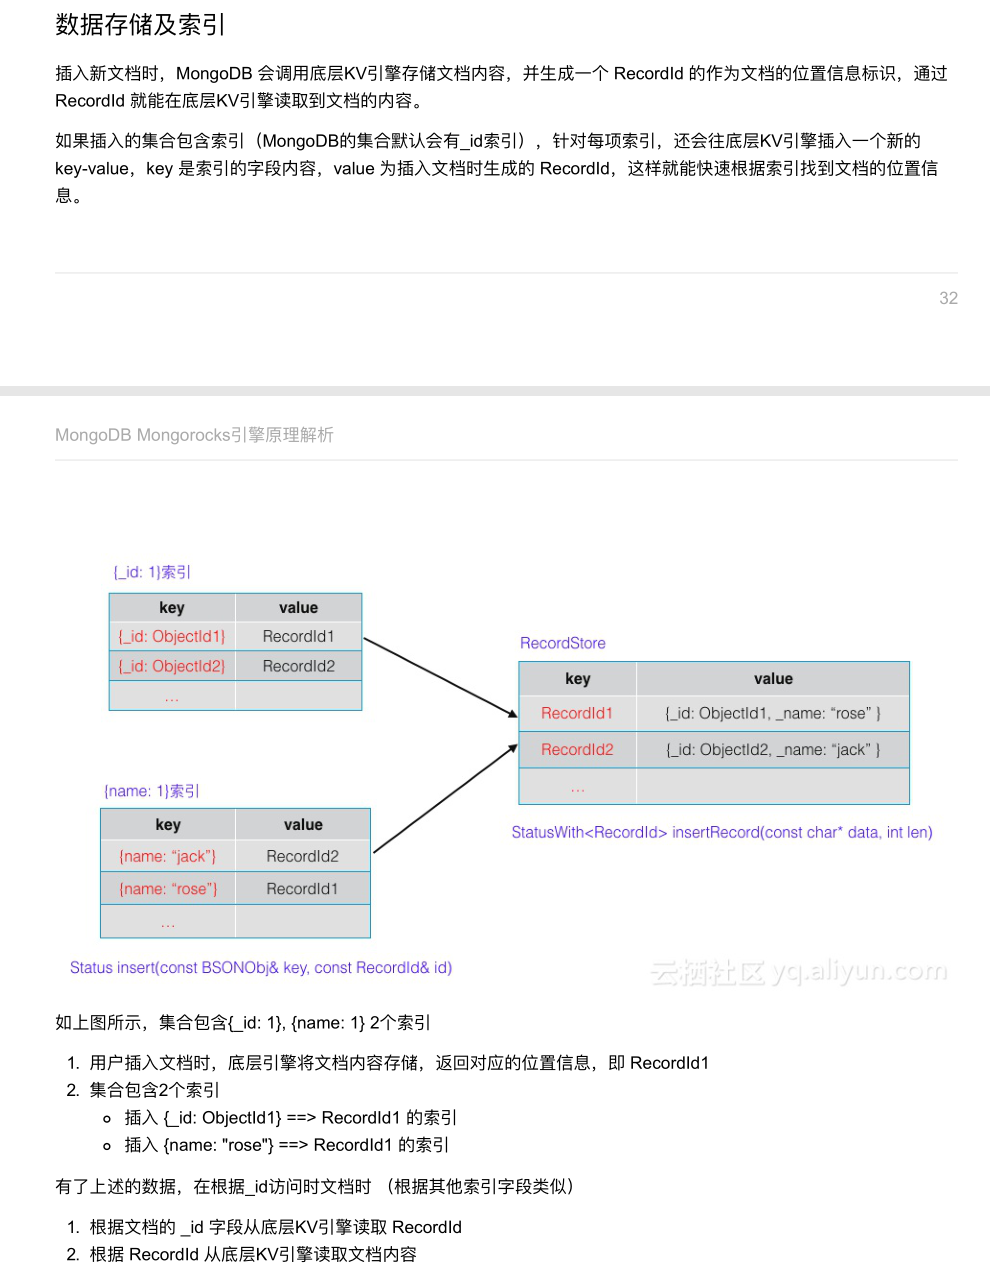 数据存储及索引
插入新文档时，MongoDB 会调用底层KV引擎存储文档内容，并生成一个 RecordId 的作为文档的位置信息标识，通过
RecordId 就能在底层KV引擎读取到文档的内容。
如果插入的集合包含索引（MongoDB的集合默认会有_id索引），针对每项索引，还会往底层KV引擎插入一个新的
key-value，key 是索引的字段内容，value 为插入文档时生成的 RecordId，这样就能快速根据索引找到文档的位置信
息。
32
MongoDB Mongorocks引擎原理解析
{_id: 1}索引
key value
{_id: ObjectId1} RecordId1
{_id: ObjectId2} RecordId2
...
RecordStore
key value
RecordId1 {_id: ObjectId1, _name: “rose” }
RecordId2 {_id: ObjectId2, _name: “jack” }
...
StatusWith<RecordId> insertRecord(const char* data, int len)
{name: 1}索引
key value
{name: “jack”} RecordId2
{name: “rose”} RecordId1
...
Status insert(const BSONObj& key, const RecordId& id)
云栖社区 yq.aliyun.com
如上图所示，集合包含{_id: 1}, {name: 1} 2个索引
1. 用户插入文档时，底层引擎将文档内容存储，返回对应的位置信息，即 RecordId1
2. 集合包含2个索引
插入 {_id: ObjectId1} ==> RecordId1 的索引
插入 {name: "rose"} ==> RecordId1 的索引
有了上述的数据，在根据_id访问时文档时 （根据其他索引字段类似）
1. 根据文档的 _id 字段从底层KV引擎读取 RecordId
2. 根据 RecordId 从底层KV引擎读取文档内容